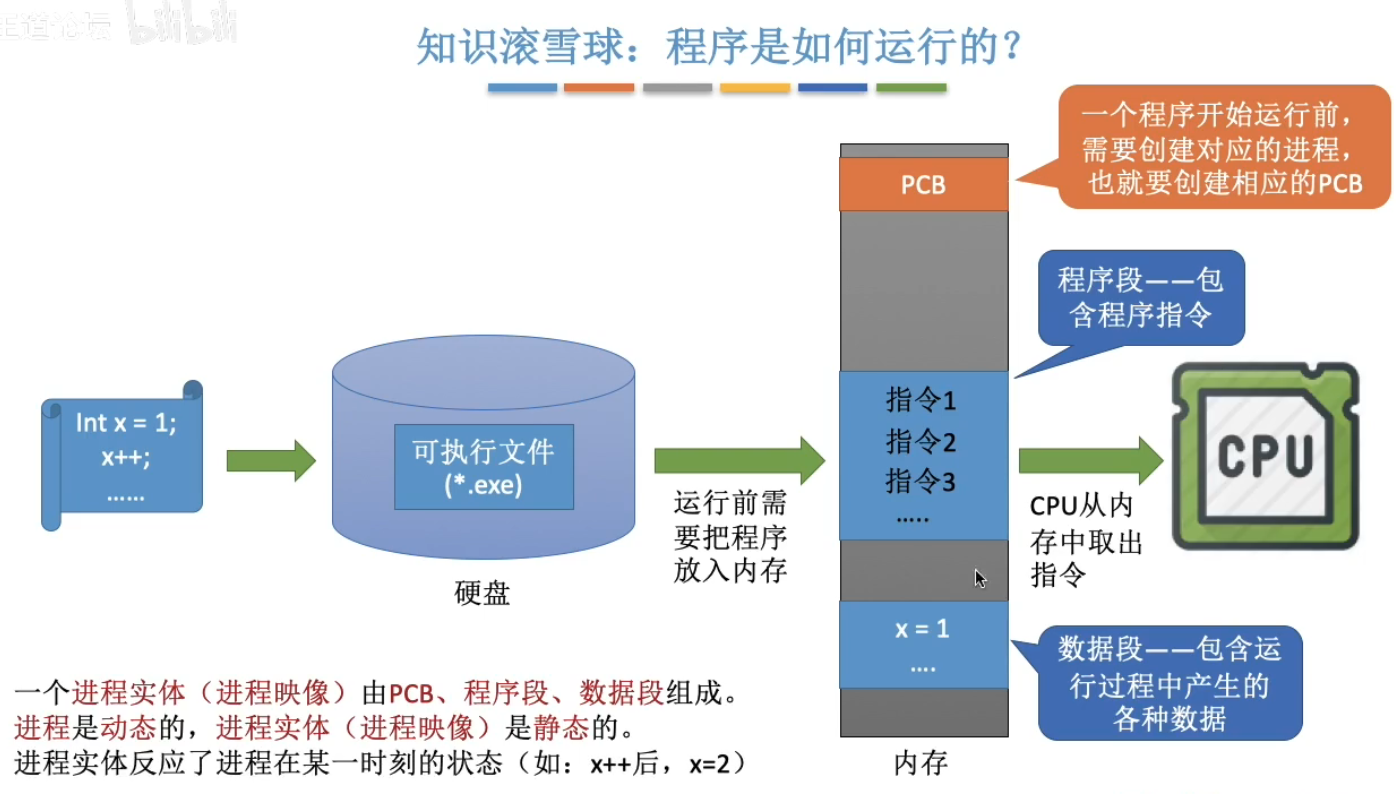 王道论坛 bilibili
知识滚雪球：程序是如何运行的？
一个程序开始运行前，
需要创建对应的进程，
也就要创建相应的PCB
PCB
程序段——包
含程序指令
Int x = 1;
x++;
……
可执行文件
(*.exe)
硬盘
运行前需
要把程序
放入内存
指令1
指令2
指令3
…..
CPU从内
存中取出
指令
CPU
x = 1
….
数据段——包含运
行过程中产生的
各种数据
内存
一个进程实体（进程映像）由PCB、程序段、数据段组成。
进程是动态的，进程实体（进程映像）是静态的。
进程实体反应了进程在某一时刻的状态（如：x++后，x=2）